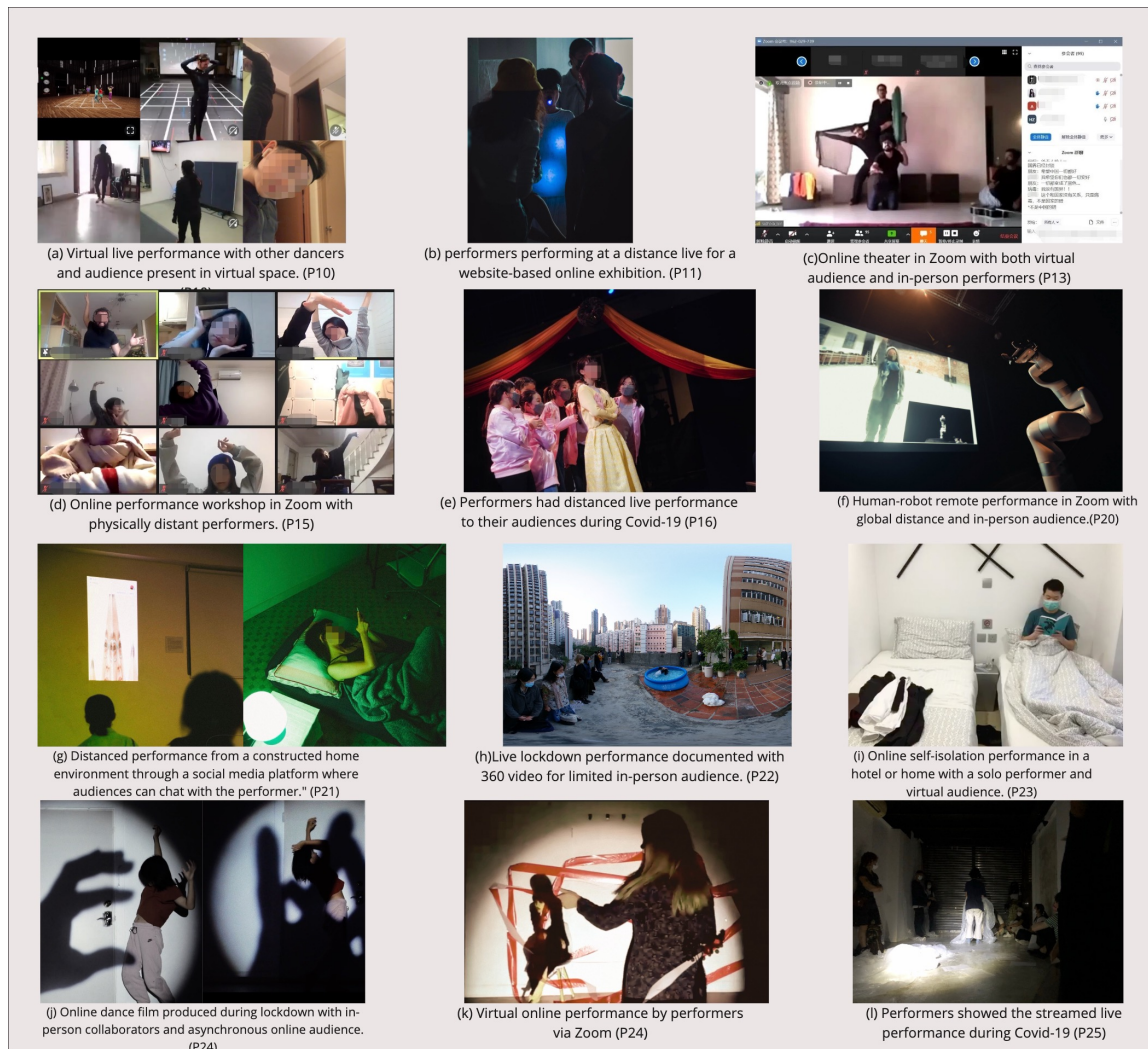 (a) Virtual live performance with other dancers
and audience present in virtual space. (P10)
(b) performers performing at a distance live for a
website-based online exhibition. (P11)
(c)Online theater in Zoom with both virtual
audience and in-person performers (P13)
(d) Online performance workshop in Zoom with
physically distant performers. (P15)
(e) Performers had distanced live performance
to their audiences during Covid-19 (P16)
(f) Human-robot remote performance in Zoom with
global distance and in-person audience.(P20)
(g) Distanced performance from a constructed home
environment through a social media platform where
audiences can chat with the performer." (P21)
(h)Live lockdown performance documented with
360 video for limited in-person audience. (P22)
(i) Online self-isolation performance in a
hotel or home with a solo performer and
virtual audience. (P23)
(j) Online dance film produced during lockdown with in-
person collaborators and asynchronous online audience.
(P24)
(k) Virtual online performance by performers
via Zoom (P24)
(l) Performers showed the streamed live
performance during Covid-19 (P25)